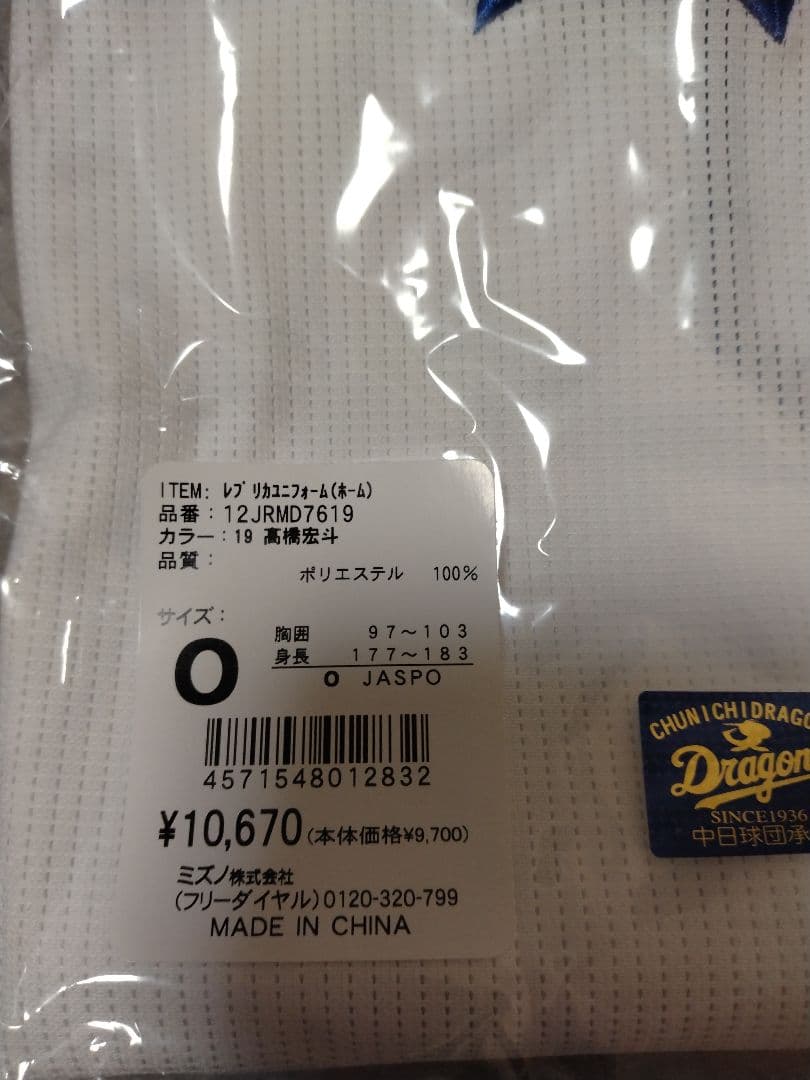 ITEM: レプリカユニフォーム(ホーム)
品番:12JRMD7619
カラー:19 髙橋宏斗
品質:
ポリエステル 100%
サイズ:
O
胸囲 97～103
身長 177～183
O JASPO
4571548012832
¥10,670(本体価格¥9,700)
ミズノ株式会社
(フリーダイヤル)0120-320-799
MADE IN CHINA
CHUNICHI DRAGO
Dragon
SINCE1936
中日球団承